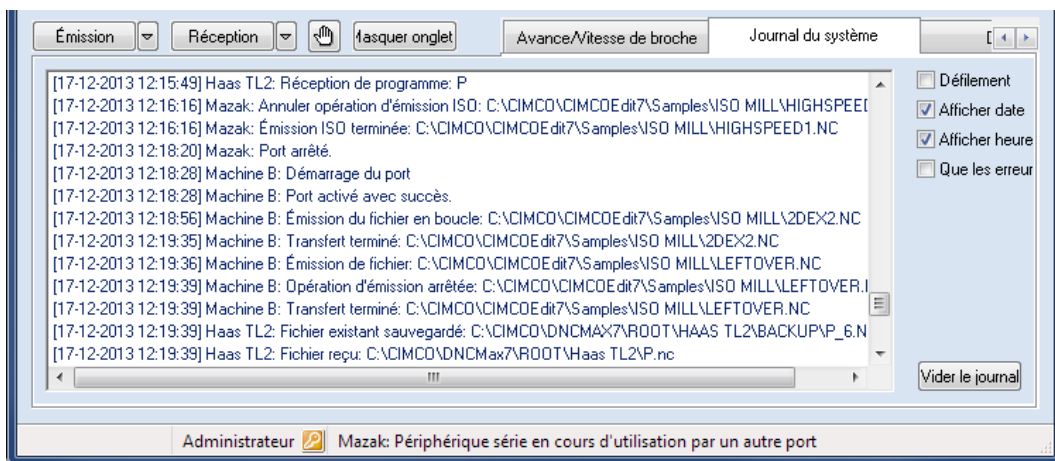 Émission Réception Masquer onglet Avance/Vitesse de broche Journal du système
[17-12-2013 12:15:49] Haas TL2: Réception de programme: P
[17-12-2013 12:16:16] Mazak: Annuler opération d'émission ISO: C:\CIMCO\CIMCOEdit7\Samples\ISO MILL\HIGHSPEED
[17-12-2013 12:16:16] Mazak: Émission ISO terminée: C:\CIMCO\CIMCOEdit7\Samples\ISO MILL\HIGHSPEED1.NC
[17-12-2013 12:18:20] Mazak: Port arrêté.
[17-12-2013 12:18:28] Machine B: Démarrage du port
[17-12-2013 12:18:28] Machine B: Port activé avec succès.
[17-12-2013 12:18:56] Machine B: Émission du fichier en boucle: C:\CIMCO\CIMCOEdit7\Samples\ISO MILL\2DEX2.NC
[17-12-2013 12:19:35] Machine B: Transfert terminé: C:\CIMCO\CIMCOEdit7\Samples\ISO MILL\2DEX2.NC
[17-12-2013 12:19:36] Machine B: Émission de fichier: C:\CIMCO\CIMCOEdit7\Samples\ISO MILL\LEFTOVER.NC
[17-12-2013 12:19:39] Machine B: Opération d'émission arrêtée: C:\CIMCO\CIMCOEdit7\Samples\ISO MILL\LEFTOVER.
[17-12-2013 12:19:39] Machine B: Transfert terminé: C:\CIMCO\CIMCOEdit7\Samples\ISO MILL\LEFTOVER.NC
[17-12-2013 12:19:39] Haas TL2: Fichier existant sauvegardé: C:\CIMCO\DNCMAX7\ROOT\HAAS TL2\BACKUP\P_6.N
[17-12-2013 12:19:39] Haas TL2: Fichier reçu: C:\CIMCO\DNCMax7\ROOT\Haas TL2\P.nc
Défilement
Afficher date
Afficher heure
Que les erreur
Vider le journal
Administrateur Mazak: Périphérique série en cours d'utilisation par un autre port